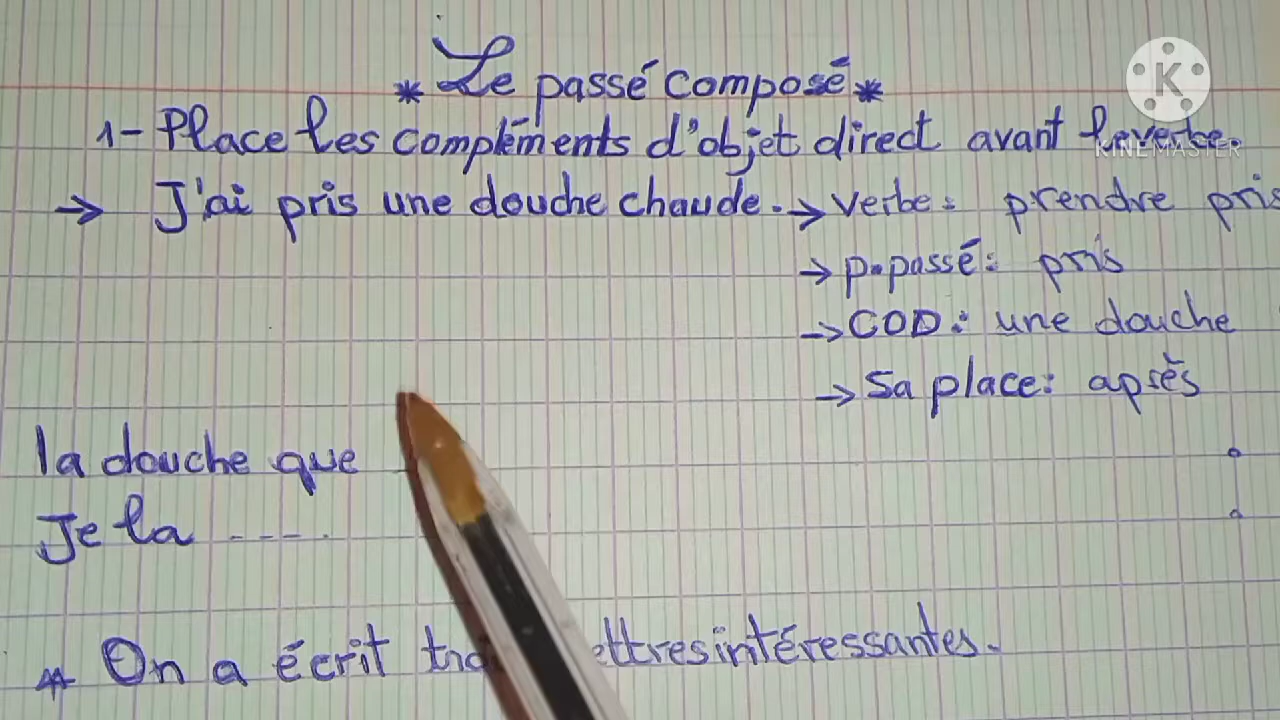 * Le passé composé *
1- Place les compléments d'objet direct avant le verbe.
→ J'ai pris une douche chaude. → verbe: prendre pris
→ p.passé: pris
→ COD: une douche
→ Sa place: après
la douche que
Je la ----.
* On a écrit intéressantes.
K
KINEMASTER